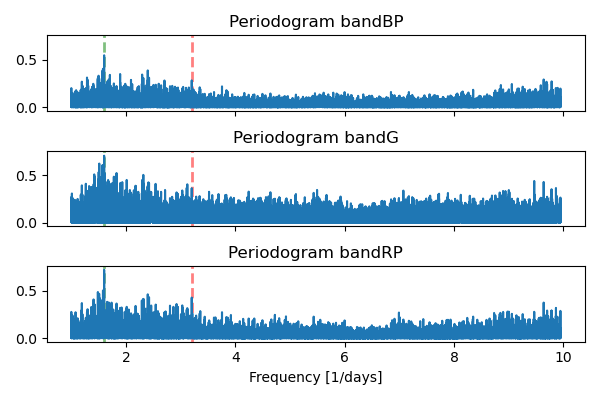 Periodogram bandBP
0.5
0.0
Periodogram bandG
0.5
0.0
Periodogram bandRP
0.5
0.0
2 4 6 8 10
Frequency [1/days]